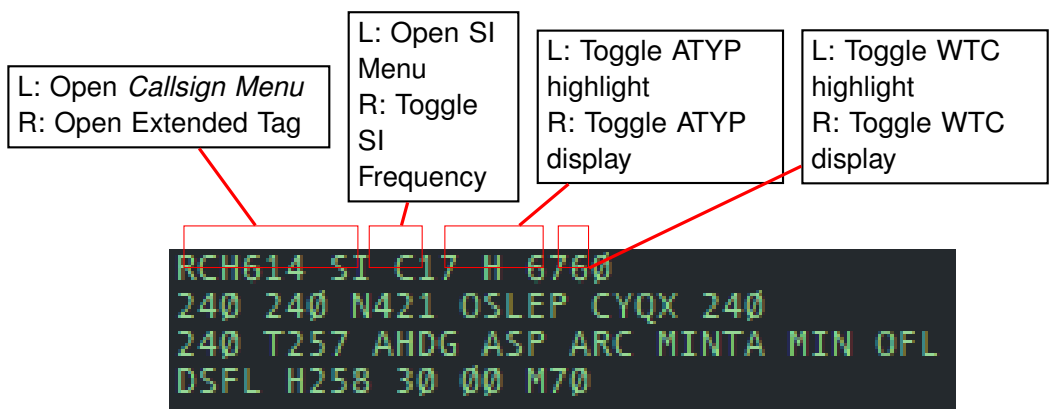 L: Open Callsign Menu
R: Open Extended Tag
L: Open SI
Menu
R: Toggle
SI
Frequency
L: Toggle ATYP
highlight
R: Toggle ATYP
display
L: Toggle WTC
highlight
R: Toggle WTC
display
RCH614 SI C17 H 6760
240 240 N421 OSLEP CYQX 240
240 T257 AHDG ASP ARC MINTA MIN OFL
DSFL H258 30 00 M70